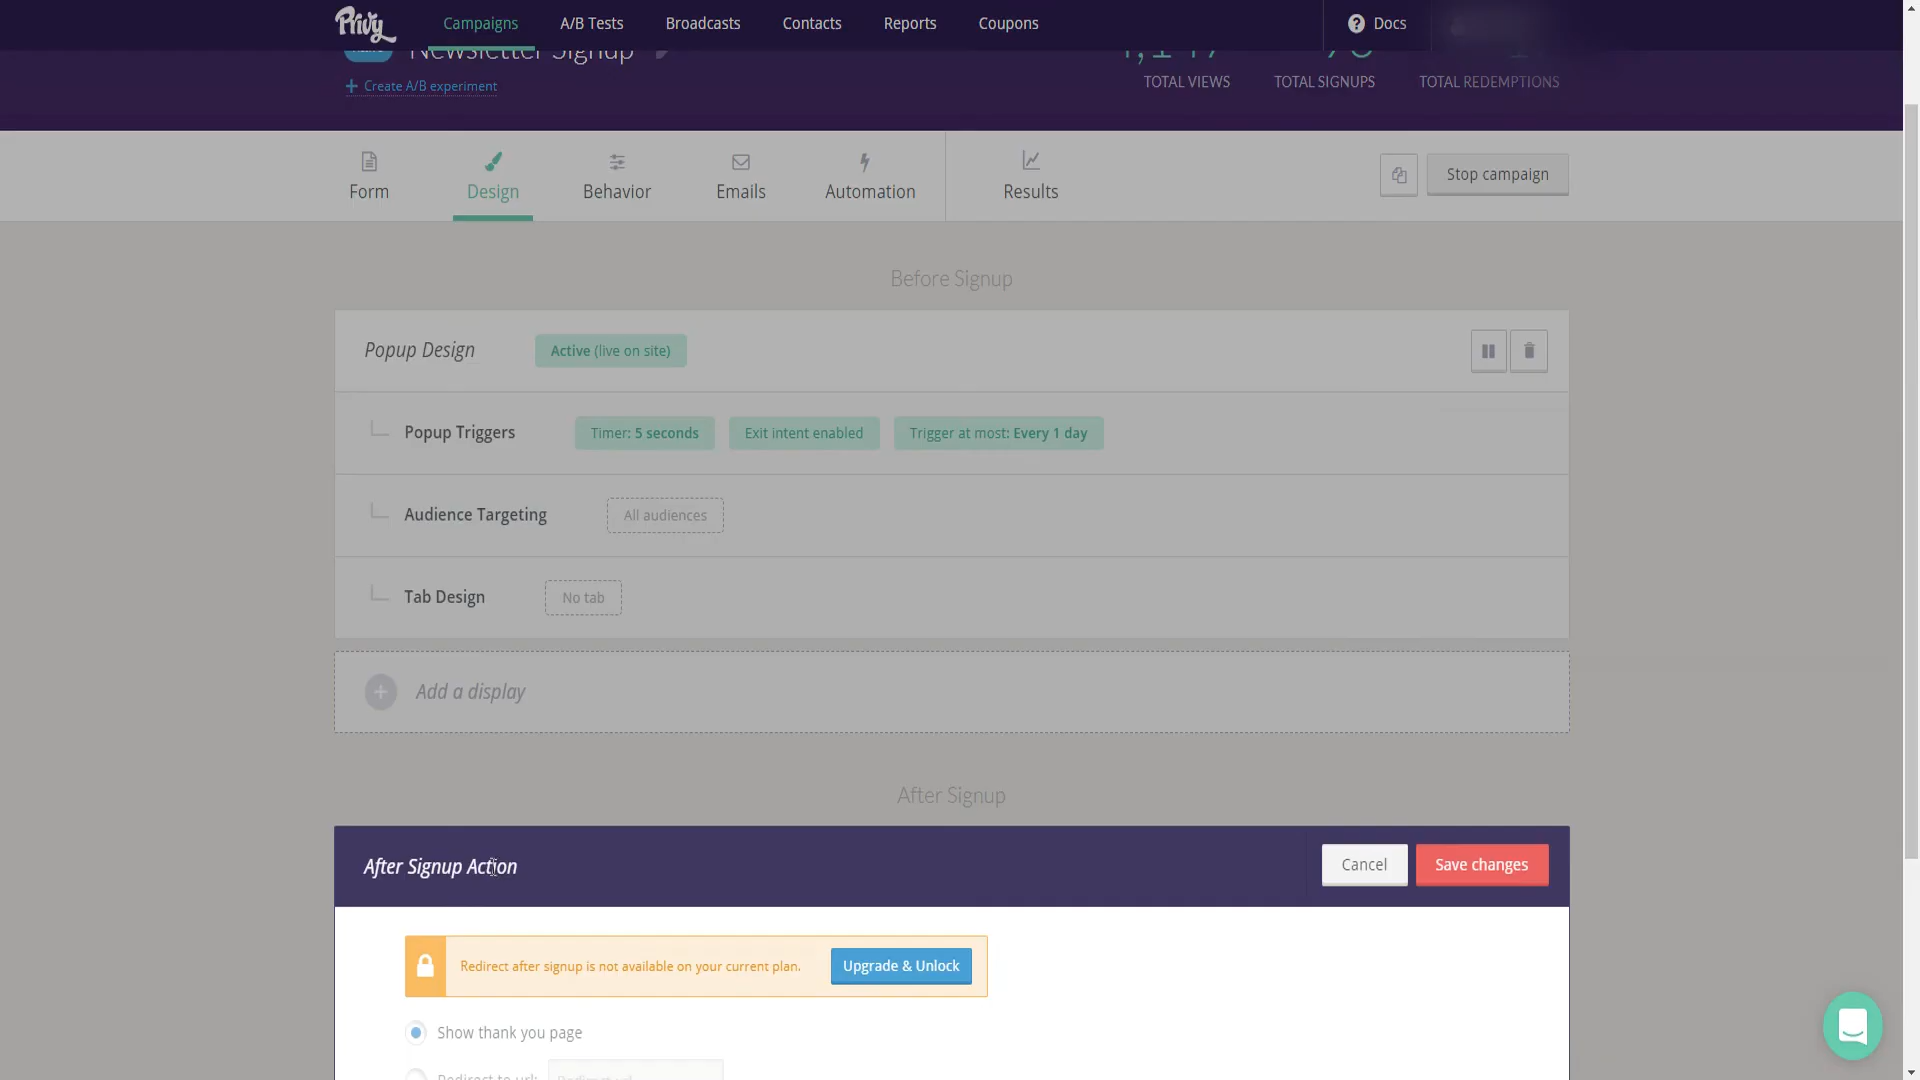 Privy
Campaigns
A/B Tests
Broadcasts
Contacts
Reports
Coupons
Docs
Newsletter Signup
Create A/B experiment
TOTAL VIEWS
TOTAL SIGNUPS
TOTAL REDEMPTIONS
Form
Design
Behavior
Emails
Automation
Results
Stop campaign
Before Signup
Popup Design
Active (live on site)
Popup Triggers
Timer: 5 seconds
Exit intent enabled
Trigger at most: Every 1 day
Audience Targeting
All audiences
Tab Design
No tab
Add a display
After Signup
After Signup Action
Cancel
Save changes
Redirect after signup is not available on your current plan.
Upgrade & Unlock
Show thank you page
Redirect to url:
Redirect url